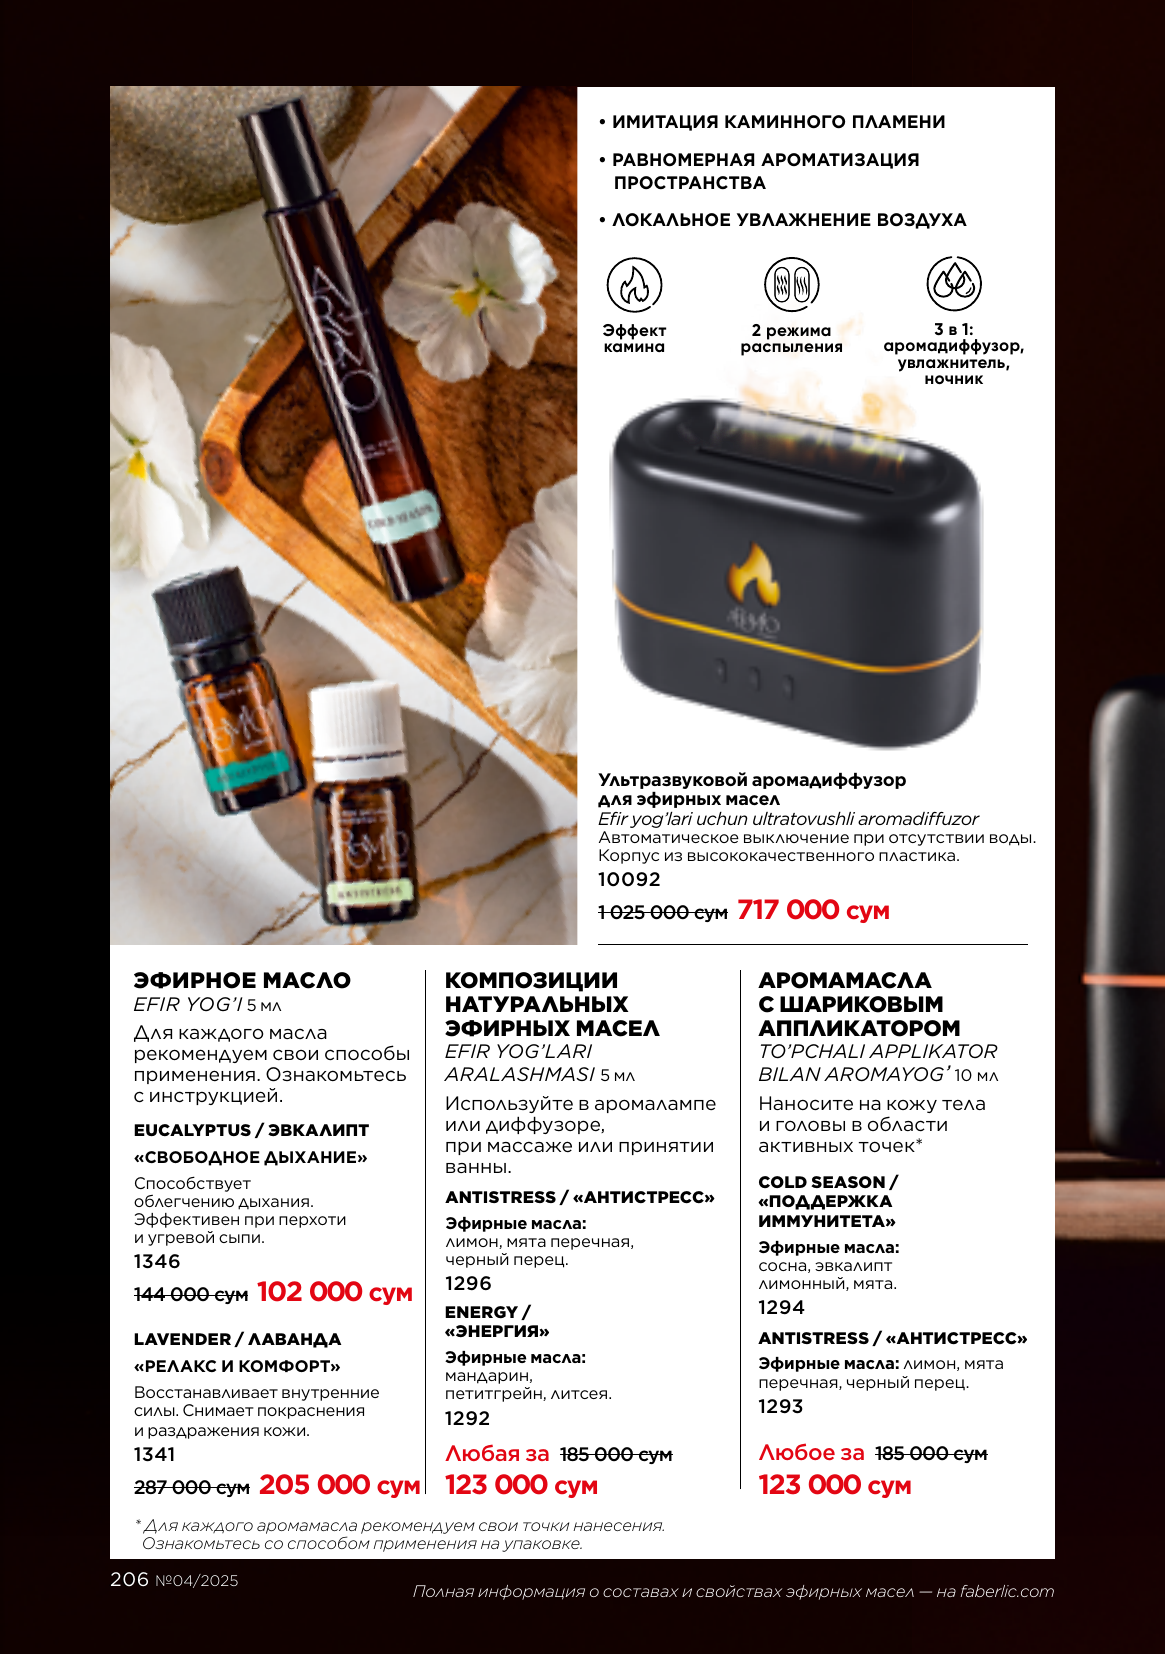 • ИМИТАЦИЯ КАМИННОГО ПЛАМЕНИ
• РАВНОМЕРНАЯ АРОМАТИЗАЦИЯ
ПРОСТРАНСТВА
• ЛОКАЛЬНОЕ УВЛАЖНЕНИЕ ВОЗДУХА
Эффект
камина
2 режима
распыления
3 в 1:
аромадиффузор,
увлажнитель,
ночник
Ультразвуковой аромадиффузор
для эфирных масел
Efir yog’lari uchun ultratovushli aromadiffuzor
Автоматическое выключение при отсутствии воды.
Корпус из высококачественного пластика.
10092
1 025 000 сум 717 000 сум
ЭФИРНОЕ МАСЛО
EFIR YOG’I 5 мл
Для каждого масла
рекомендуем свои способы
применения. Ознакомьтесь
с инструкцией.
EUCALYPTUS / ЭВКАЛИПТ
«СВОБОДНОЕ ДЫХАНИЕ»
Способствует
облегчению дыхания.
Эффективен при перхоти
и угревой сыпи.
1346
144 000 сум 102 000 сум
LAVENDER / ЛАВАНДА
«РЕЛАКС И КОМФОРТ»
Восстанавливает внутренние
силы. Снимает покраснения
и раздражения кожи.
1341
287 000 сум 205 000 сум
КОМПОЗИЦИИ
НАТУРАЛЬНЫХ
ЭФИРНЫХ МАСЕЛ
EFIR YOG’LARI
ARALASHMASI 5 мл
Используйте в аромалампе
или диффузоре,
при массаже или принятии
ванны.
ANTISTRESS / «АНТИСТРЕСС»
Эфирные масла:
лимон, мята перечная,
черный перец.
1296
ENERGY /
«ЭНЕРГИЯ»
Эфирные масла:
мандарин,
петитгрейн, литсея.
1292
Любая за 185 000 сум
123 000 сум
АРОМАМАСЛА
С ШАРИКОВЫМ
АППЛИКАТОРОМ
TO’PCHALI APPLIKATOR
BILAN AROMAYOG’ 10 мл
Наносите на кожу тела
и головы в области
активных точек*
COLD SEASON /
«ПОДДЕРЖКА
ИММУНИТЕТА»
Эфирные масла:
сосна, эвкалипт
лимонный, мята.
1294
ANTISTRESS / «АНТИСТРЕСС»
Эфирные масла: лимон, мята
перечная, черный перец.
1293
Любое за 185 000 сум
123 000 сум
* Для каждого аромамасла рекомендуем свои точки нанесения.
Ознакомьтесь со способом применения на упаковке.
206 №04/2025
Полная информация о составах и свойствах эфирных масел — на faberlic.com